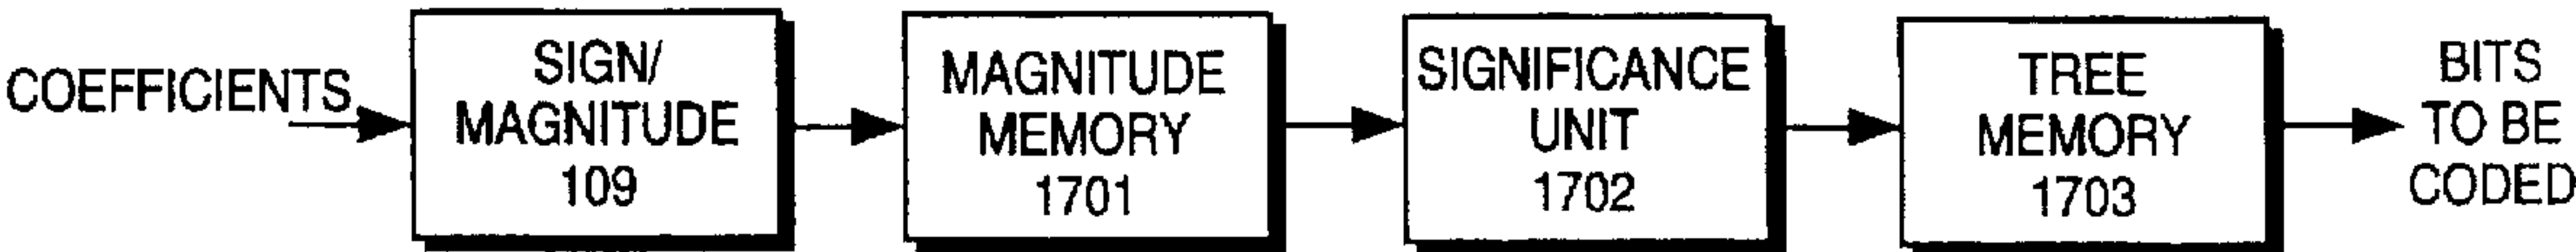 COEFFICIENTS
SIGN/
MAGNITUDE
109
MAGNITUDE
MEMORY
1701
SIGNIFICANCE
UNIT
1702
TREE
MEMORY
1703
BITS
TO BE
CODED